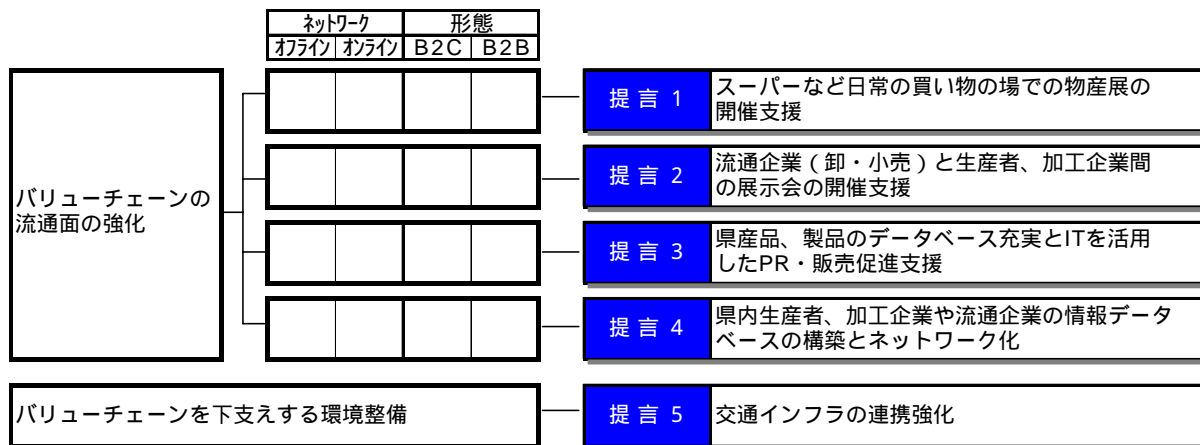 ﾈｯﾄﾜｰｸ 形態
ｵﾌﾗｲﾝ ｵﾝﾗｲﾝ B2C B2B
バリューチェーンの
流通面の強化
提言 1
スーパーなど日常の買い物の場での物産展の
開催支援
提言 2
流通企業(卸・小売)と生産者、加工企業間
の展示会の開催支援
提言 3
県産品、製品のデータベース充実とITを活用
したPR・販売促進支援
提言 4
県内生産者、加工企業や流通企業の情報データ
ベースの構築とネットワーク化
バリューチェーンを下支えする環境整備
提言 5
交通インフラの連携強化